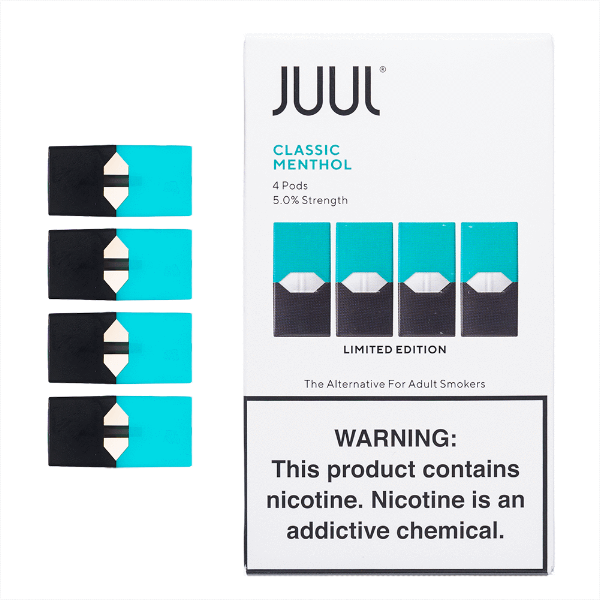 JUUL®
CLASSIC
MENTHOL
4 Pods
5.0% Strength
LIMITED EDITION
The Alternative For Adult Smokers
WARNING:
This product contains
nicotine. Nicotine is an
addictive chemical.